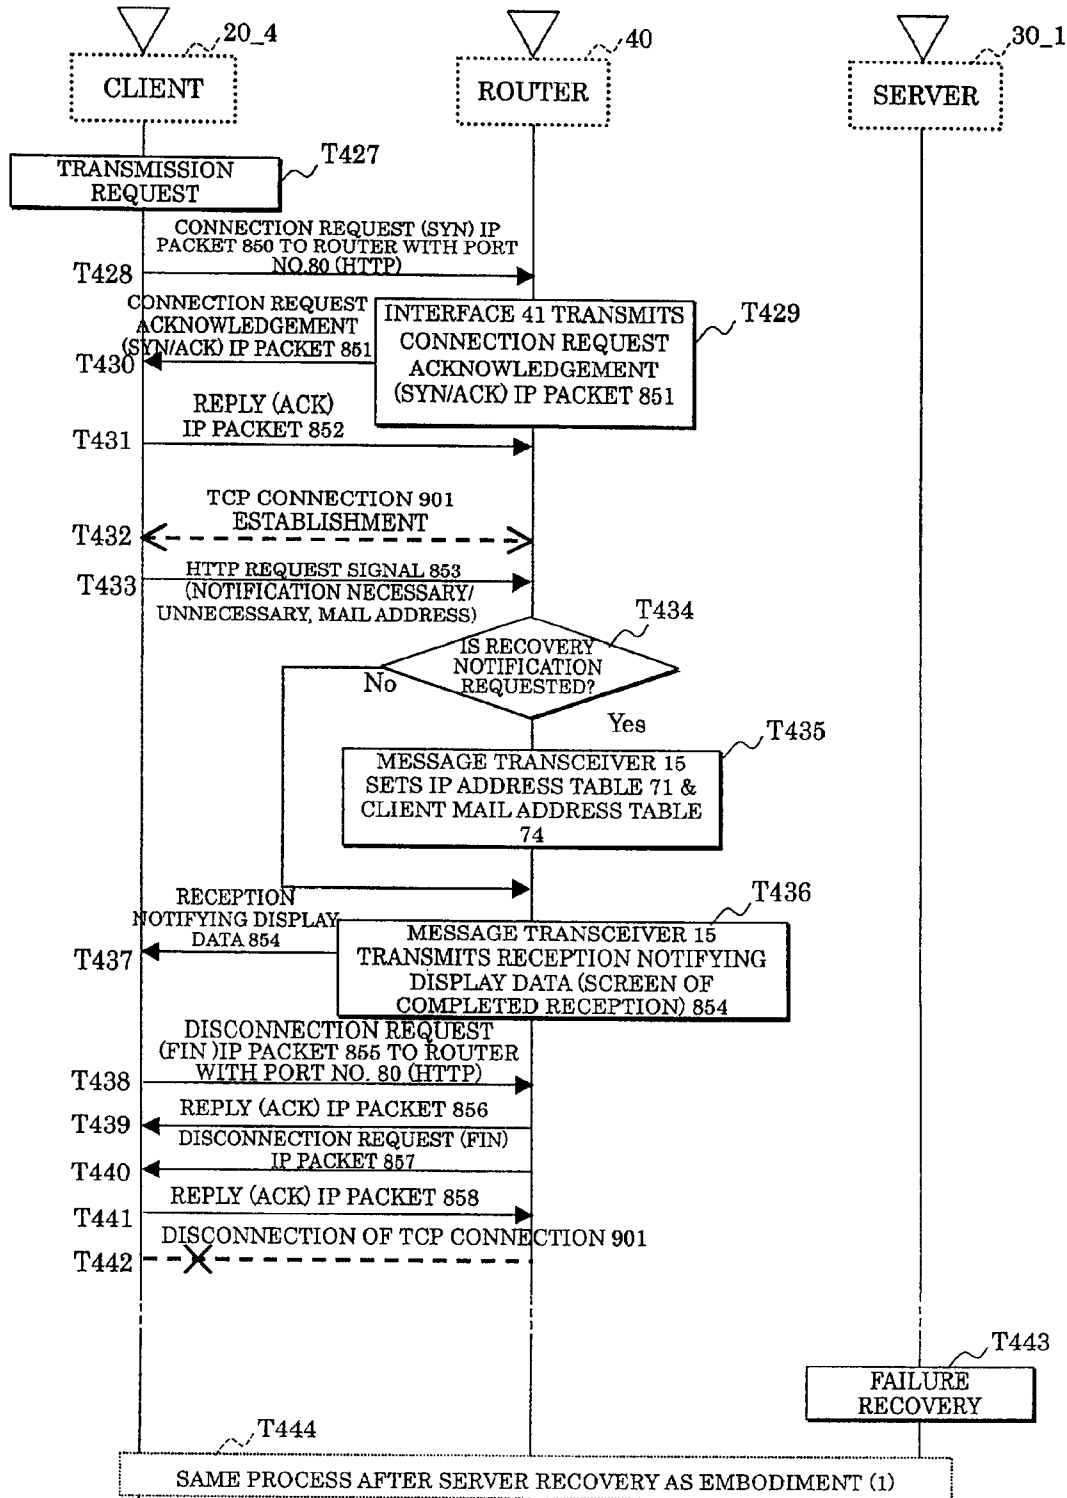 20_4
40
30_1
CLIENT
ROUTER
SERVER
T427
TRANSMISSION
REQUEST
CONNECTION REQUEST (SYN) IP
PACKET 850 TO ROUTER WITH PORT
NO.80 (HTTP)
T428
CONNECTION REQUEST
ACKNOWLEDGEMENT
(SYN/ACK) IP PACKET 851
T430
INTERFACE 41 TRANSMITS
CONNECTION REQUEST
ACKNOWLEDGEMENT
(SYN/ACK) IP PACKET 851
T429
REPLY (ACK)
IP PACKET 852
T431
TCP CONNECTION 901
ESTABLISHMENT
T432
T433
HTTP REQUEST SIGNAL 853
(NOTIFICATION NECESSARY/
UNNECESSARY, MAIL ADDRESS)
T434
IS RECOVERY
NOTIFICATION
REQUESTED?
No
Yes
T435
MESSAGE TRANSCEIVER 15
SETS IP ADDRESS TABLE 71 &
CLIENT MAIL ADDRESS TABLE
74
T436
RECEPTION
NOTIFYING DISPLAY
DATA 854
T437
MESSAGE TRANSCEIVER 15
TRANSMITS RECEPTION NOTIFYING
DISPLAY DATA (SCREEN OF
COMPLETED RECEPTION) 854
DISCONNECTION REQUEST
(FIN )IP PACKET 855 TO ROUTER
WITH PORT NO. 80 (HTTP)
T438
REPLY (ACK) IP PACKET 856
T439
DISCONNECTION REQUEST (FIN)
IP PACKET 857
T440
REPLY (ACK) IP PACKET 858
T441
DISCONNECTION OF TCP CONNECTION 901
T442
T443
FAILURE
RECOVERY
T444
SAME PROCESS AFTER SERVER RECOVERY AS EMBODIMENT (1)